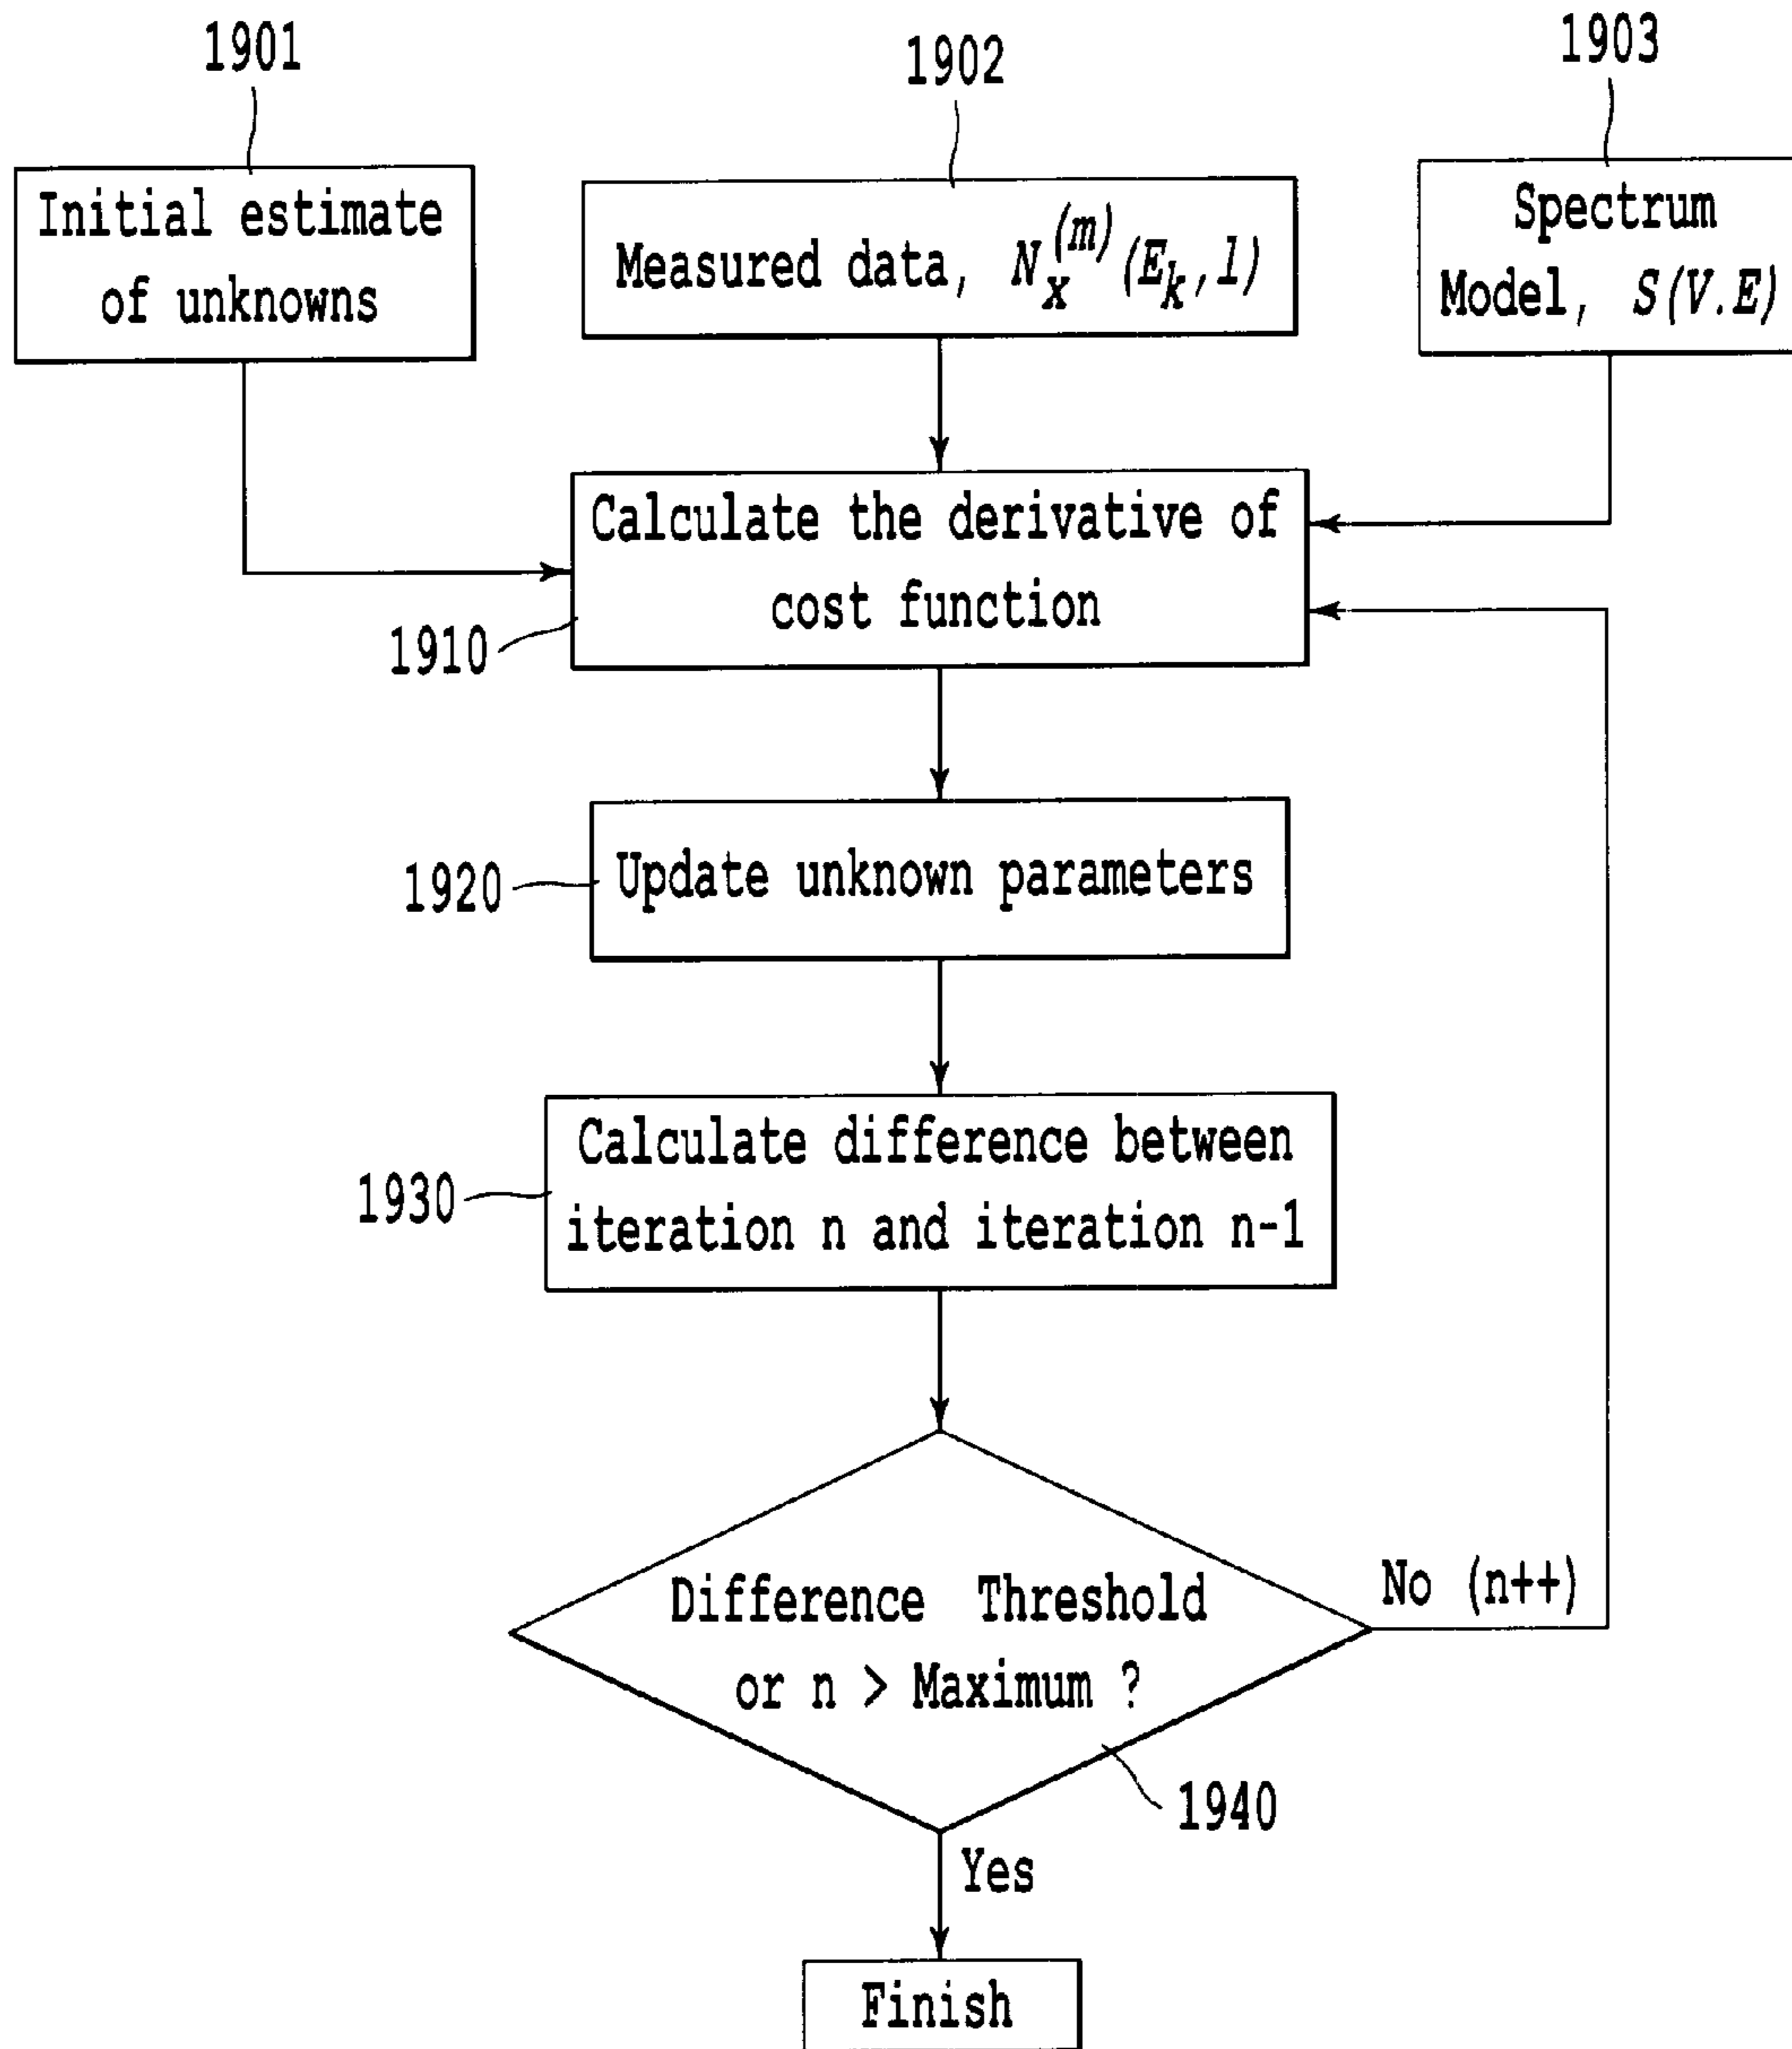 1901
1902
1903
Initial estimate
of unknowns
Measured data, N_x^(m)(E_k,l)
Spectrum
Model, S(V.E)
Calculate the derivative of
cost function
1910
Update unknown parameters
1920
Calculate difference between
iteration n and iteration n-1
1930
Difference Threshold
or n > Maximum ?
No (n++)
1940
Yes
Finish